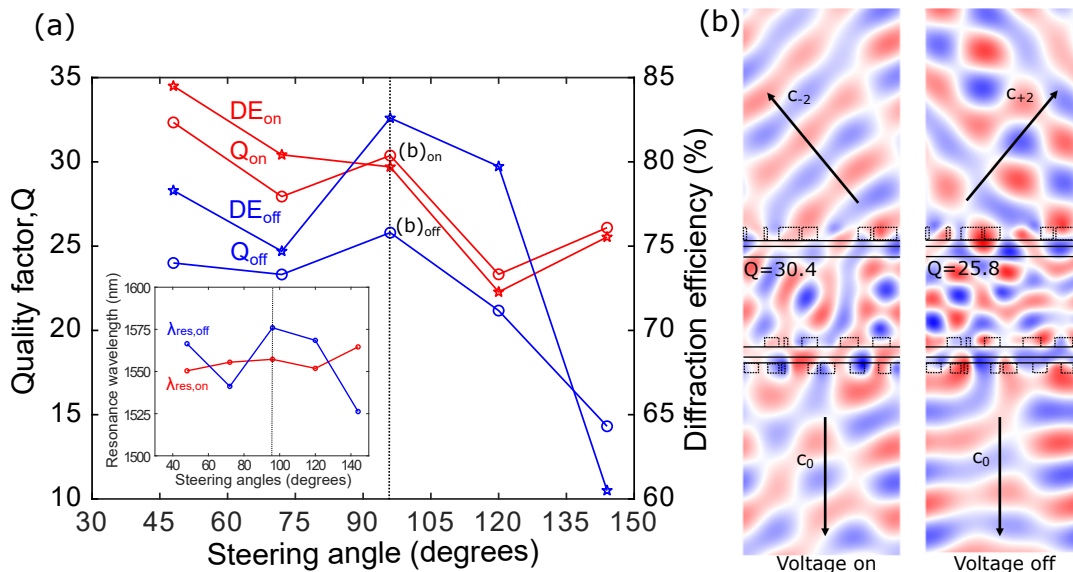 (a)
(b)
35
30
25
20
15
10
Quality factor,Q
85
80
75
70
65
60
Diffraction efficiency (%)
30
45
60
75
90
105
120
135
150
Steering angle (degrees)
DEon
Qon
DEoff
Qoff
(b)on
(b)off
1600
1575
1550
1525
1500
Resonance wavelength (nm)
λres,off
λres,on
40
60
80
100
120
140
Steering angles (degrees)
c-2
c+2
Q=30.4
Q=25.8
c0
c0
Voltage on
Voltage off